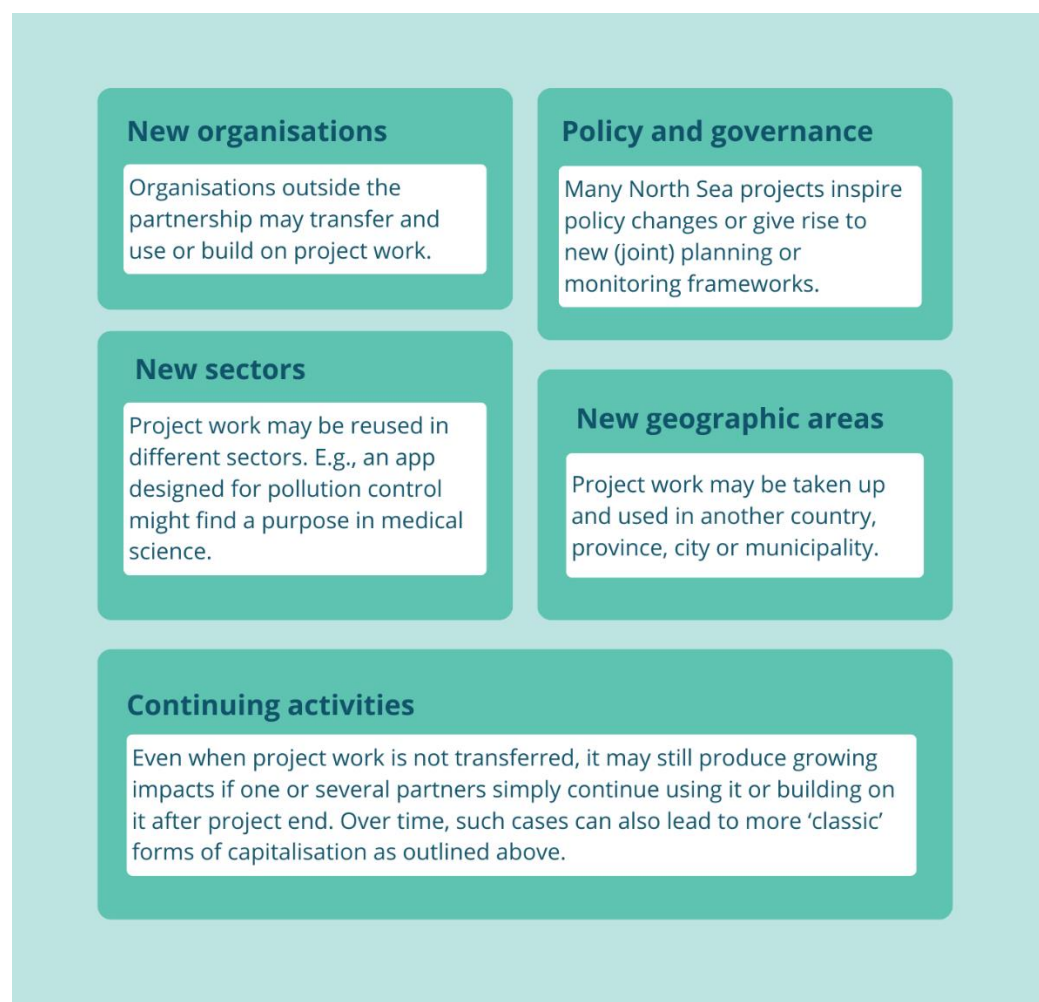 New organisations
Organisations outside the
partnership may transfer and
use or build on project work.
Policy and governance
Many North Sea projects inspire
policy changes or give rise to
new (joint) planning or
monitoring frameworks.
New sectors
Project work may be reused in
different sectors. E.g., an app
designed for pollution control
might find a purpose in medical
science.
New geographic areas
Project work may be taken up
and used in another country,
province, city or municipality.
Continuing activities
Even when project work is not transferred, it may still produce growing
impacts if one or several partners simply continue using it or building on
it after project end. Over time, such cases can also lead to more ‘classic’
forms of capitalisation as outlined above.